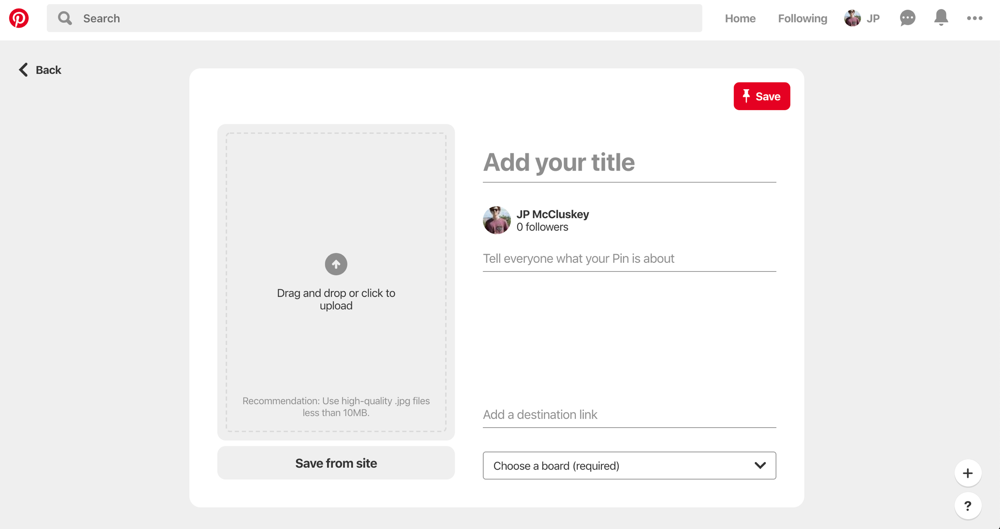 Search
Home
Following
JP
Back
Save
Add your title
JP McCluskey
0 followers
Tell everyone what your Pin is about
Drag and drop or click to
upload
Recommendation: Use high-quality .jpg files
less than 10MB.
Add a destination link
Save from site
Choose a board (required)
+
?